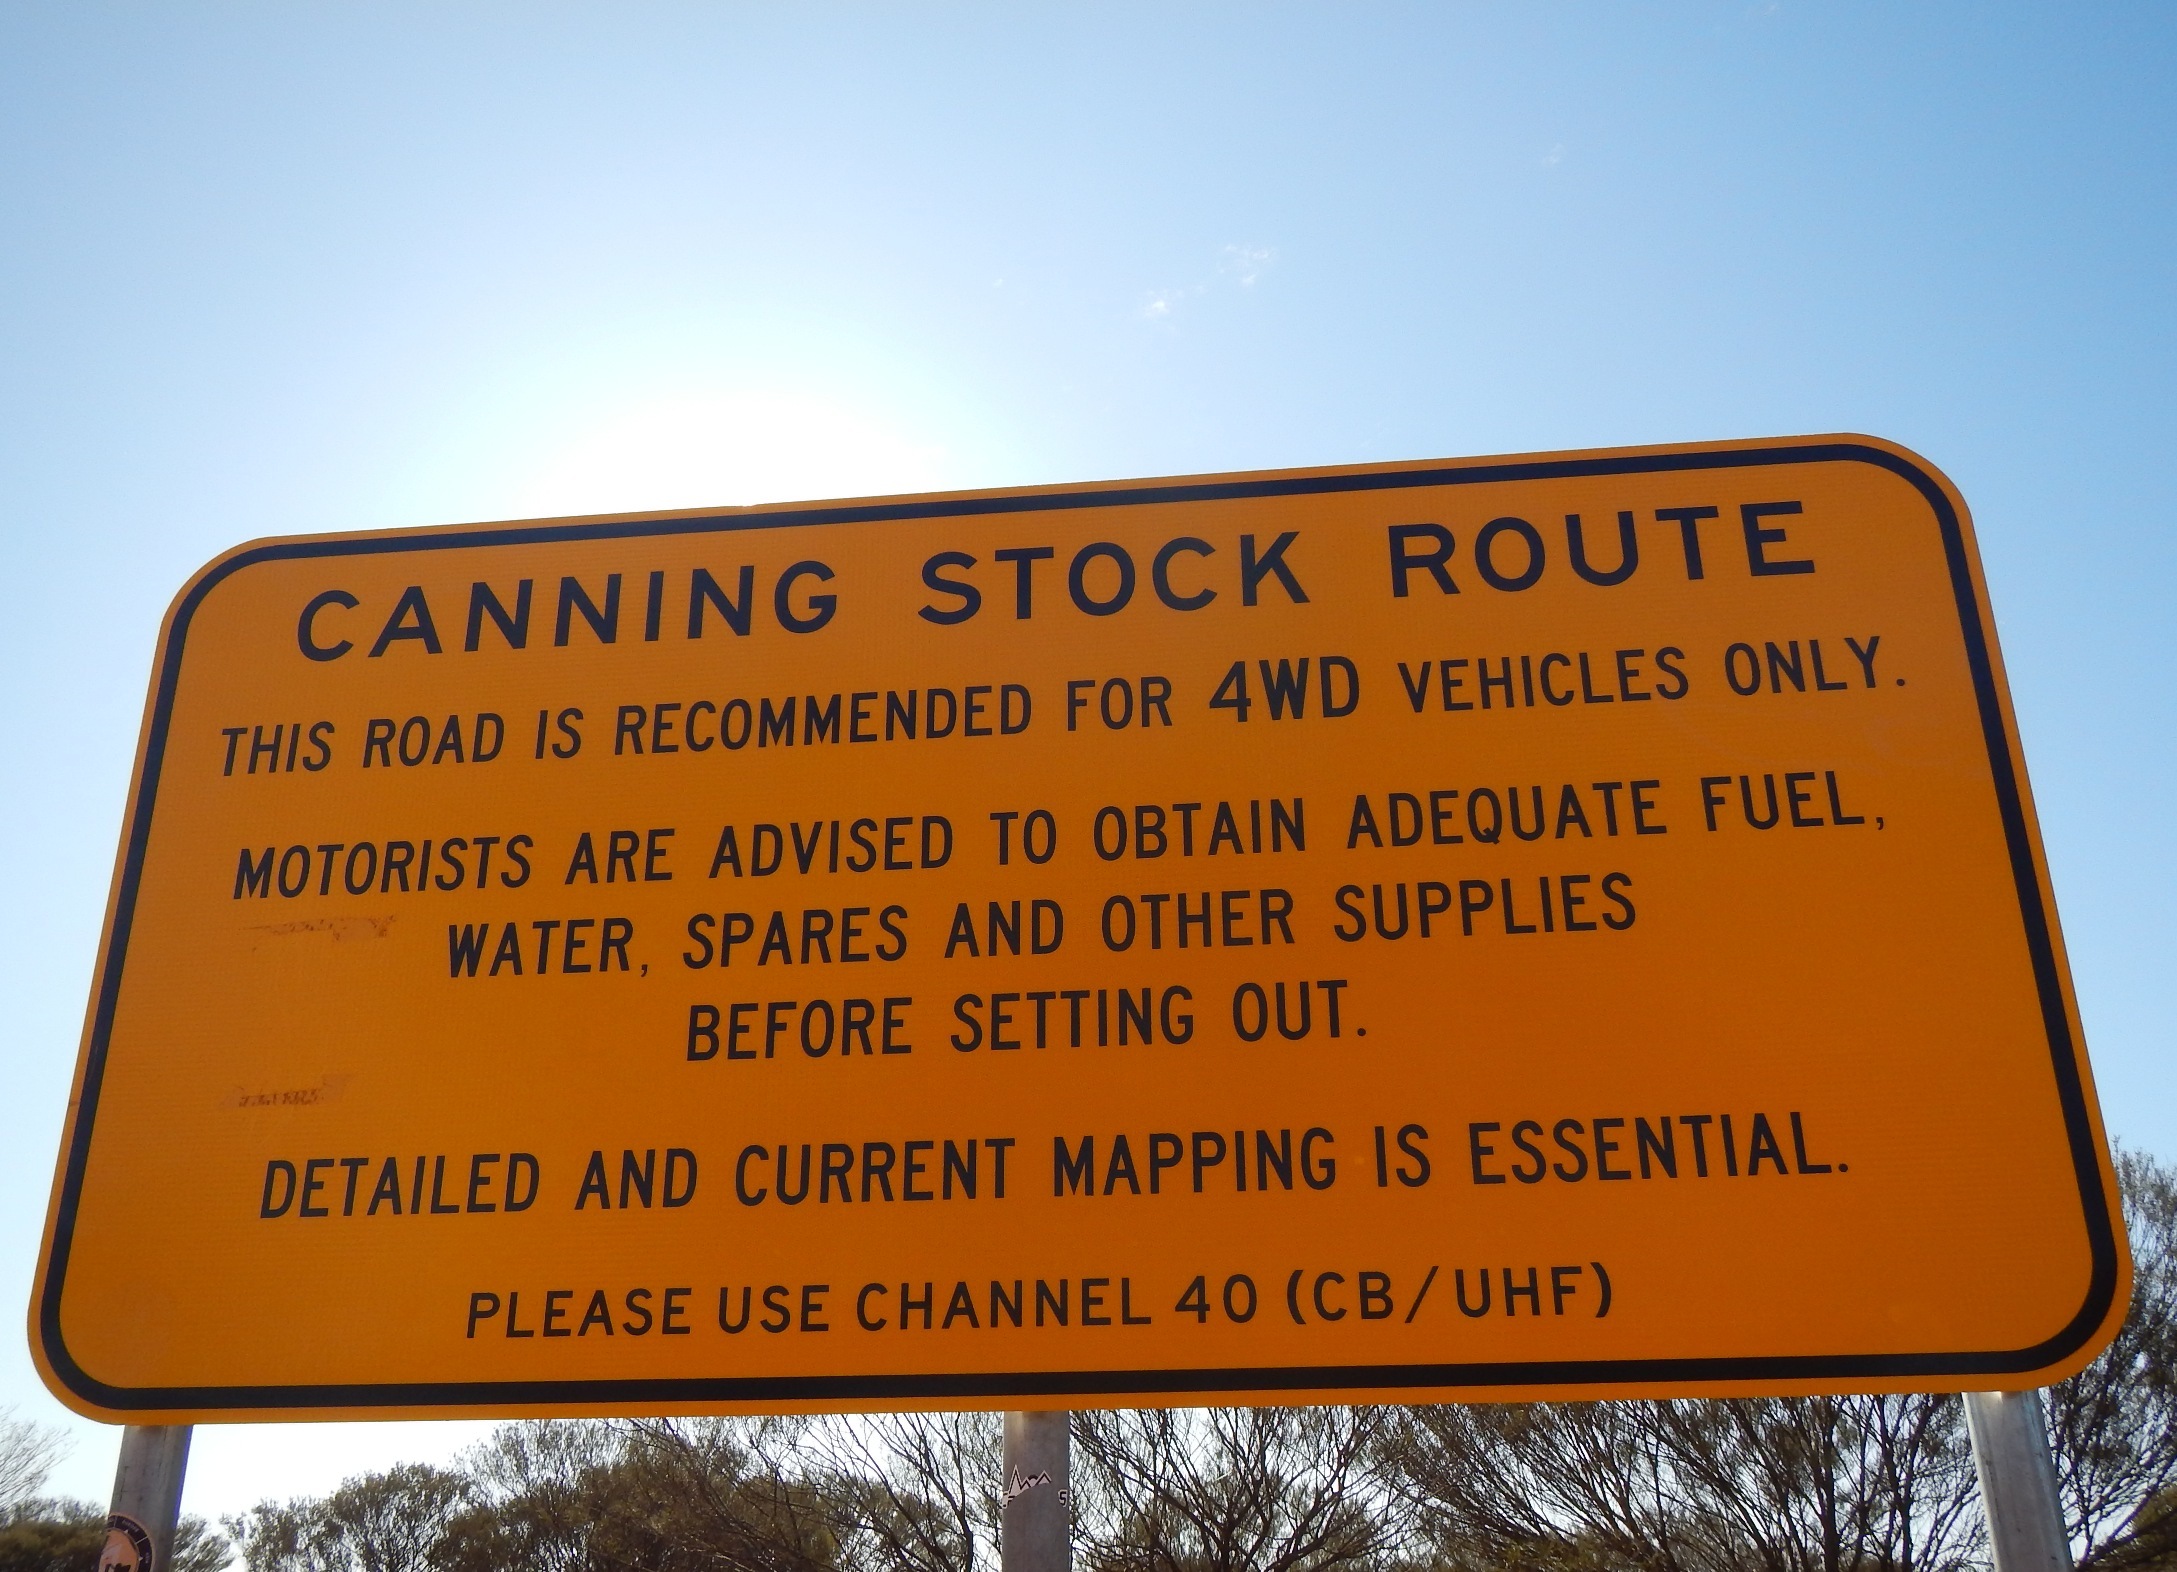 CANNING STOCK ROUTE
THIS ROAD IS RECOMMENDED FOR 4WD VEHICLES ONLY.
MOTORISTS ARE ADVISED TO OBTAIN ADEQUATE FUEL,
WATER, SPARES AND OTHER SUPPLIES
BEFORE SETTING OUT.
DETAILED AND CURRENT MAPPING IS ESSENTIAL.
PLEASE USE CHANNEL 40 (CB/UHF)